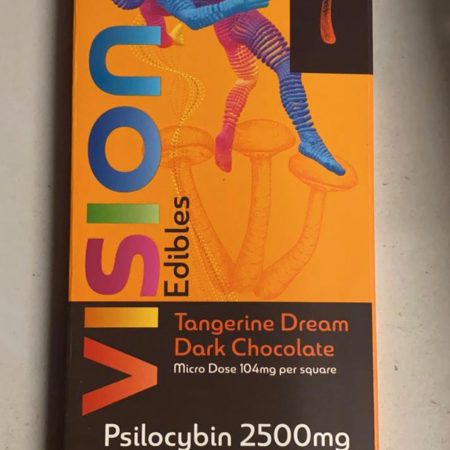 VISION
Edibles
Tangerine Dream
Dark Chocolate
Micro Dose 104mg per square
Psilocybin 2500mg